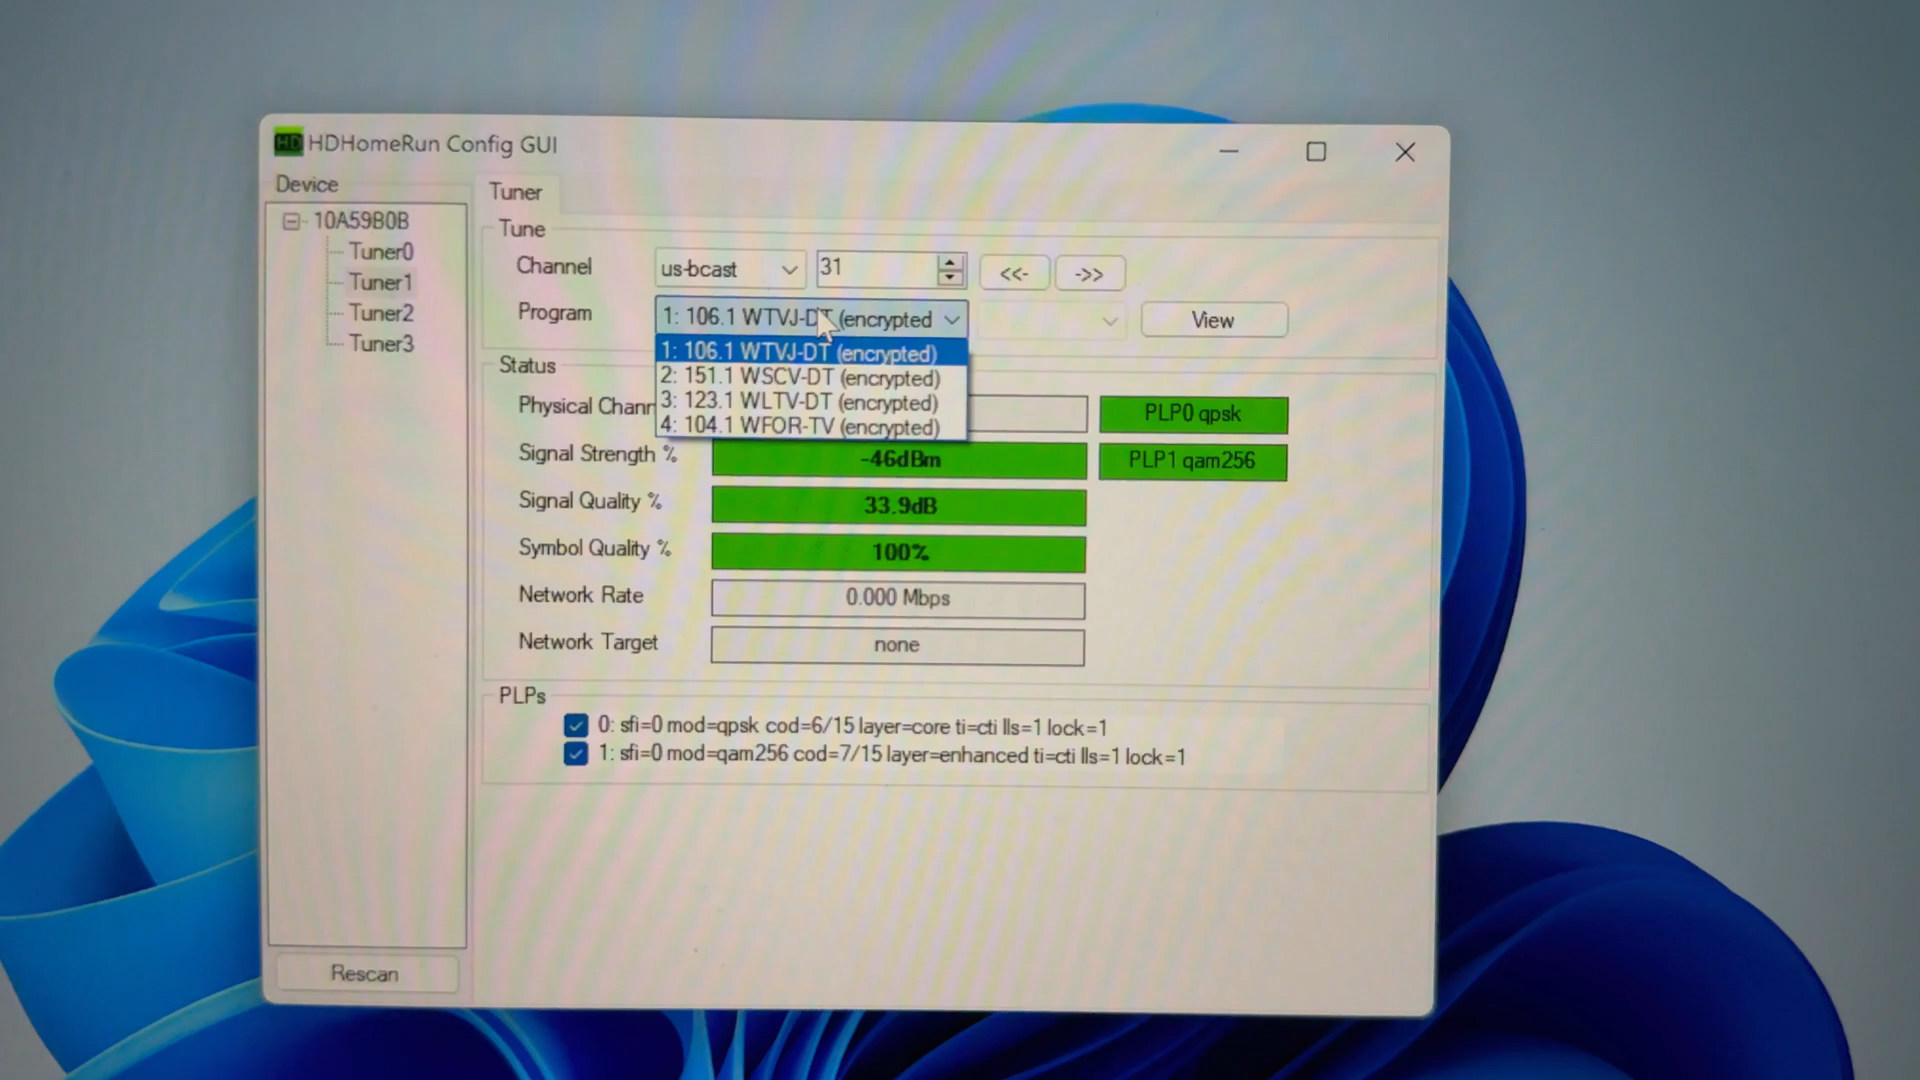 HD HDHomeRun Config GUI
Device
10A59B0B
Tuner0
Tuner1
Tuner2
Tuner3
Rescan
Tuner
Tune
Channel us-bcast 31 <<- ->>
Program 1: 106.1 WTVJ-DT (encrypted View
1: 106.1 WTVJ-DT (encrypted)
2: 151.1 WSCV-DT (encrypted)
3: 123.1 WLTV-DT (encrypted)
4: 104.1 WFOR-TV (encrypted)
Status
Physical Chann PLP0 qpsk
Signal Strength % -46dBm PLP1 qam256
Signal Quality % 33.9dB
Symbol Quality % 100%
Network Rate 0.000 Mbps
Network Target none
PLPs
0: sfi=0 mod=qpsk cod=6/15 layer=core ti=cti lls=1 lock=1
1: sfi=0 mod=qam256 cod=7/15 layer=enhanced ti=cti lls=1 lock=1